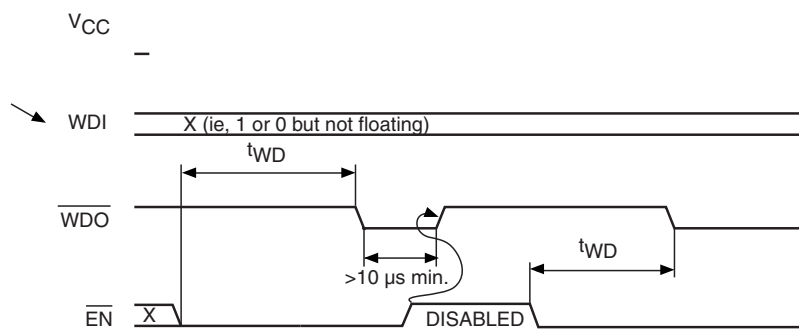 VCC
WDI
X (ie, 1 or 0 but not floating)
tWD
WDO
tWD
>10 µs min.
EN
X
DISABLED